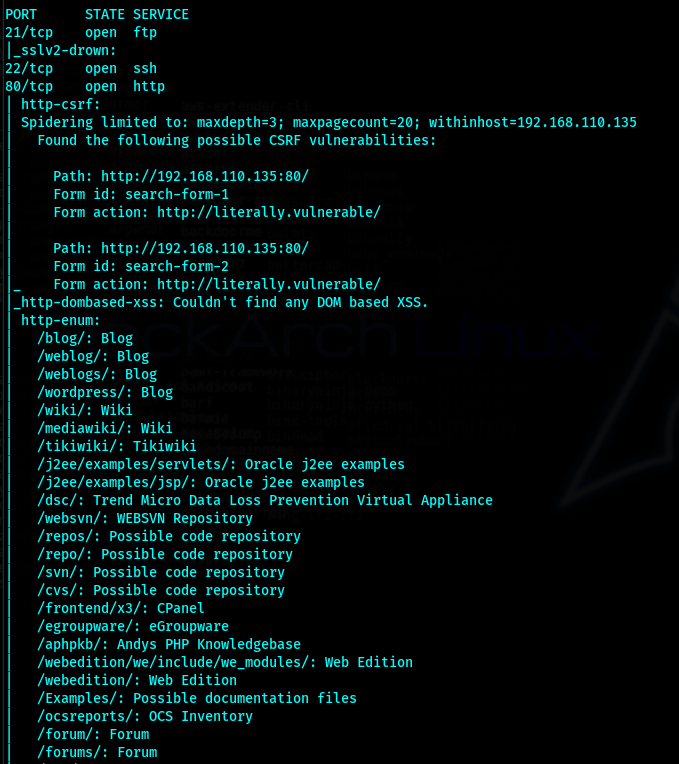 PORT      STATE SERVICE
21/tcp    open  ftp
|_sslv2-drown:
22/tcp    open  ssh
80/tcp    open  http
| http-csrf:
| Spidering limited to: maxdepth=3; maxpagecount=20; withinhost=192.168.110.135
|   Found the following possible CSRF vulnerabilities:
|
|     Path: http://192.168.110.135:80/
|     Form id: search-form-1
|     Form action: http://literally.vulnerable/
|
|     Path: http://192.168.110.135:80/
|     Form id: search-form-2
|_    Form action: http://literally.vulnerable/
|_http-dombased-xss: Couldn't find any DOM based XSS.
| http-enum:
|   /blog/: Blog
|   /weblog/: Blog
|   /weblogs/: Blog
|   /wordpress/: Blog
|   /wiki/: Wiki
|   /mediawiki/: Wiki
|   /tikiwiki/: Tikiwiki
|   /j2ee/examples/servlets/: Oracle j2ee examples
|   /j2ee/examples/jsp/: Oracle j2ee examples
|   /dsc/: Trend Micro Data Loss Prevention Virtual Appliance
|   /websvn/: WEBSVN Repository
|   /repos/: Possible code repository
|   /repo/: Possible code repository
|   /svn/: Possible code repository
|   /cvs/: Possible code repository
|   /frontend/x3/: CPanel
|   /egroupware/: eGroupware
|   /aphpkb/: Andys PHP Knowledgebase
|   /webedition/we/include/we_modules/: Web Edition
|   /webedition/: Web Edition
|   /Examples/: Possible documentation files
|   /ocsreports/: OCS Inventory
|   /forum/: Forum
|   /forums/: Forum